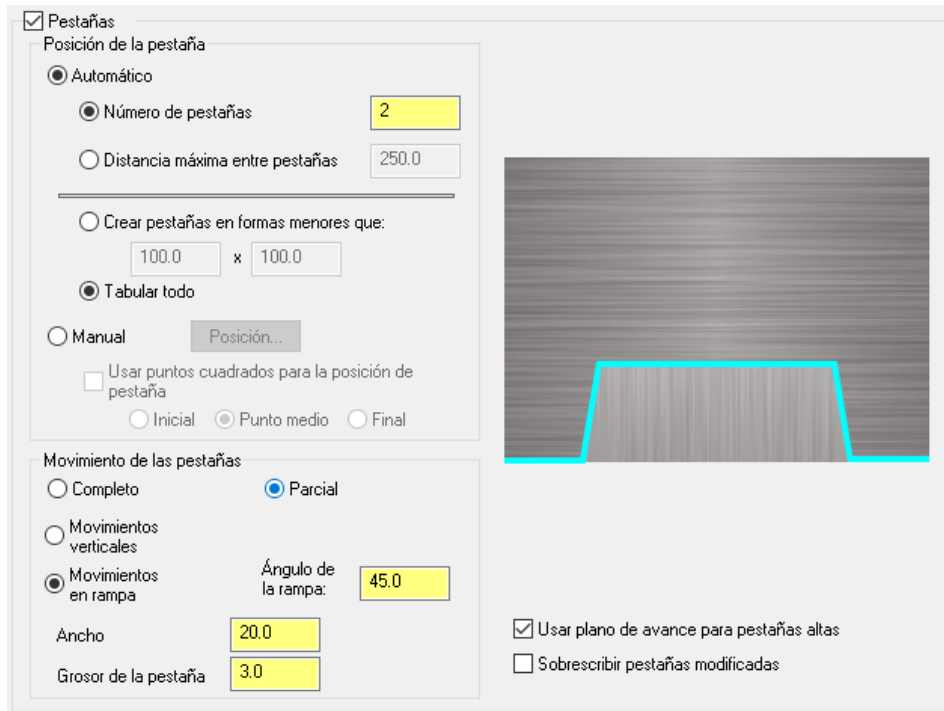 Pestañas
Posición de la pestaña
Automático
Número de pestañas 2
Distancia máxima entre pestañas 250.0
Crear pestañas en formas menores que:
100.0 x 100.0
Tabular todo
Manual Posición...
Usar puntos cuadrados para la posición de
pestaña
Inicial Punto medio Final
Movimiento de las pestañas
Completo Parcial
Movimientos
verticales
Movimientos
en rampa
Ángulo de
la rampa: 45.0
Ancho 20.0
Grosor de la pestaña 3.0
Usar plano de avance para pestañas altas
Sobrescribir pestañas modificadas